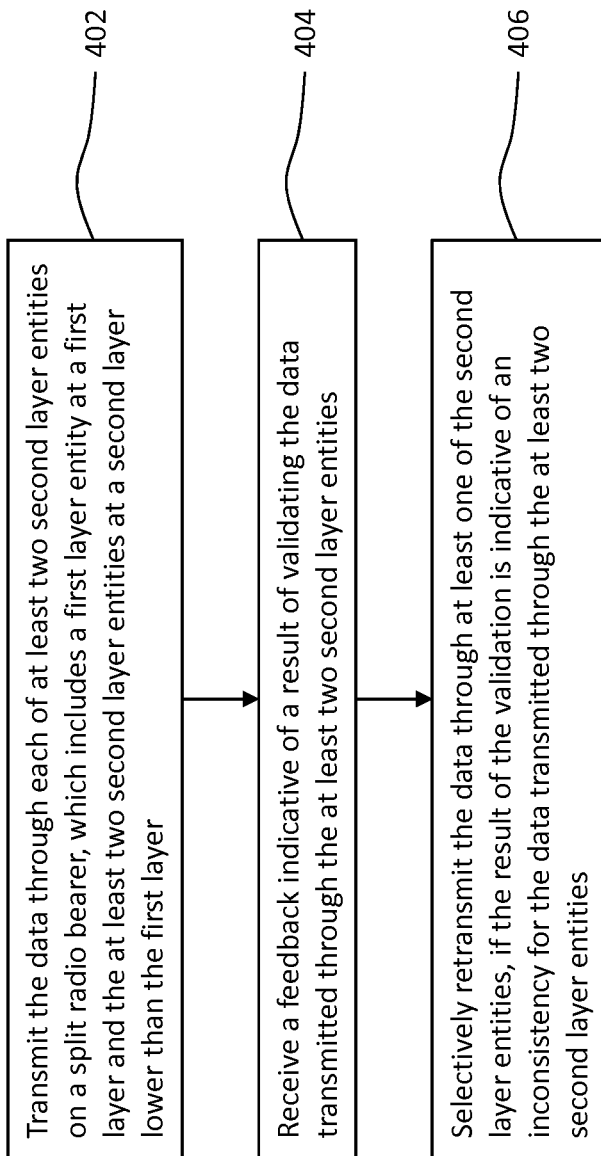 Transmit the data through each of at least two second layer entities
on a split radio bearer, which includes a first layer entity at a first
layer and the at least two second layer entities at a second layer
lower than the first layer
402
Receive a feedback indicative of a result of validating the data
transmitted through the at least two second layer entities
404
Selectively retransmit the data through at least one of the second
layer entities, if the result of the validation is indicative of an
inconsistency for the data transmitted through the at least two
second layer entities
406